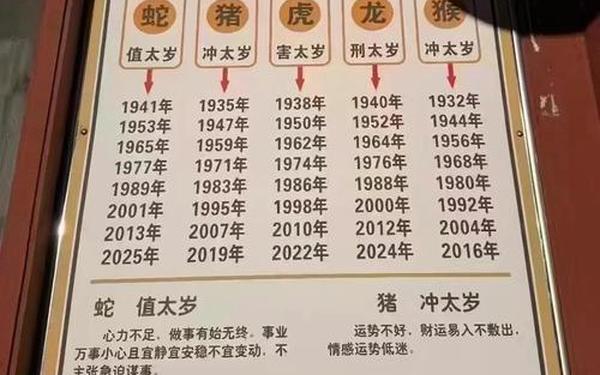 蛇 猪 虎 龙 猴
值太岁 冲太岁 害太岁 刑太岁 冲太岁
1941年 1935年 1938年 1940年 1932年
1953年 1947年 1950年 1952年 1944年
1965年 1959年 1962年 1964年 1956年
1977年 1971年 1974年 1976年 1968年
1989年 1983年 1986年 1988年 1980年
2001年 1995年 1998年 2000年 1992年
2013年 2007年 2010年 2012年 2004年
2025年 2019年 2022年 2024年 2016年
蛇 值太岁
心力不足，做事有始无终。事业
万事小心且宜静宜安稳不宜变动，不
主张急迫谋事。
猪 冲太岁
运势不好，财运易入不敷出，
情感运势低迷。